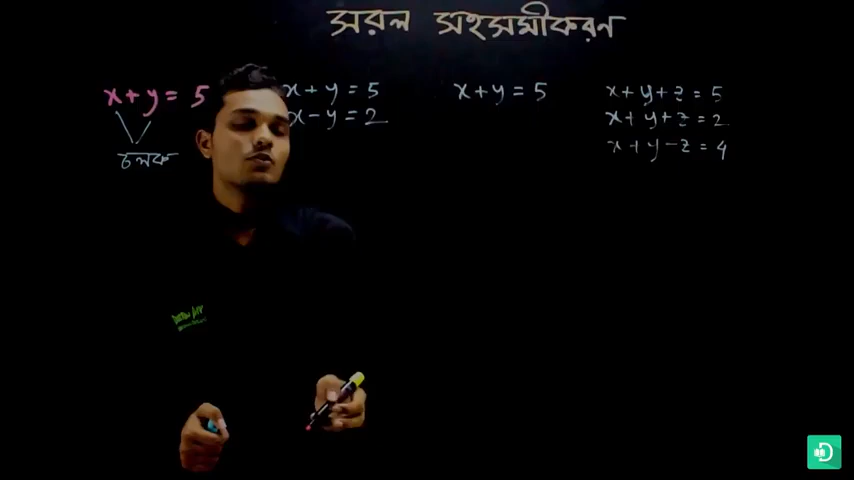 সরল সহসমীকরণ
x + y = 5
চলক
x + y = 5
x - y = 2
x + y = 5
x + y + z = 5
x + y + z = 2
x + y - z = 4